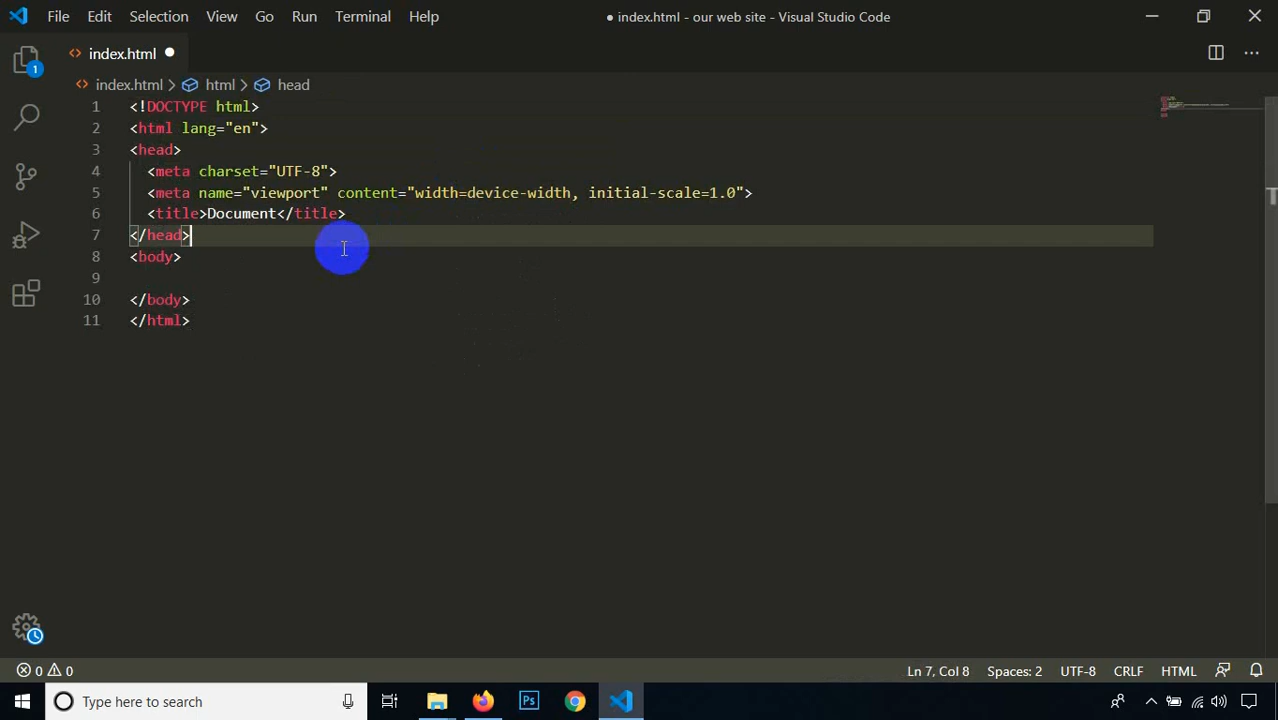 File Edit Selection View Go Run Terminal Help ● index.html - our web site - Visual Studio Code
<> index.html ●
1
<> index.html > html > head
1 <!DOCTYPE html>
2 <html lang="en">
3 <head>
4 <meta charset="UTF-8">
5 <meta name="viewport" content="width=device-width, initial-scale=1.0">
6 <title>Document</title>
7 </head>
8 <body>
9
10 </body>
11 </html>
0 0 Ln 7, Col 8 Spaces: 2 UTF-8 CRLF HTML
Type here to search Ps